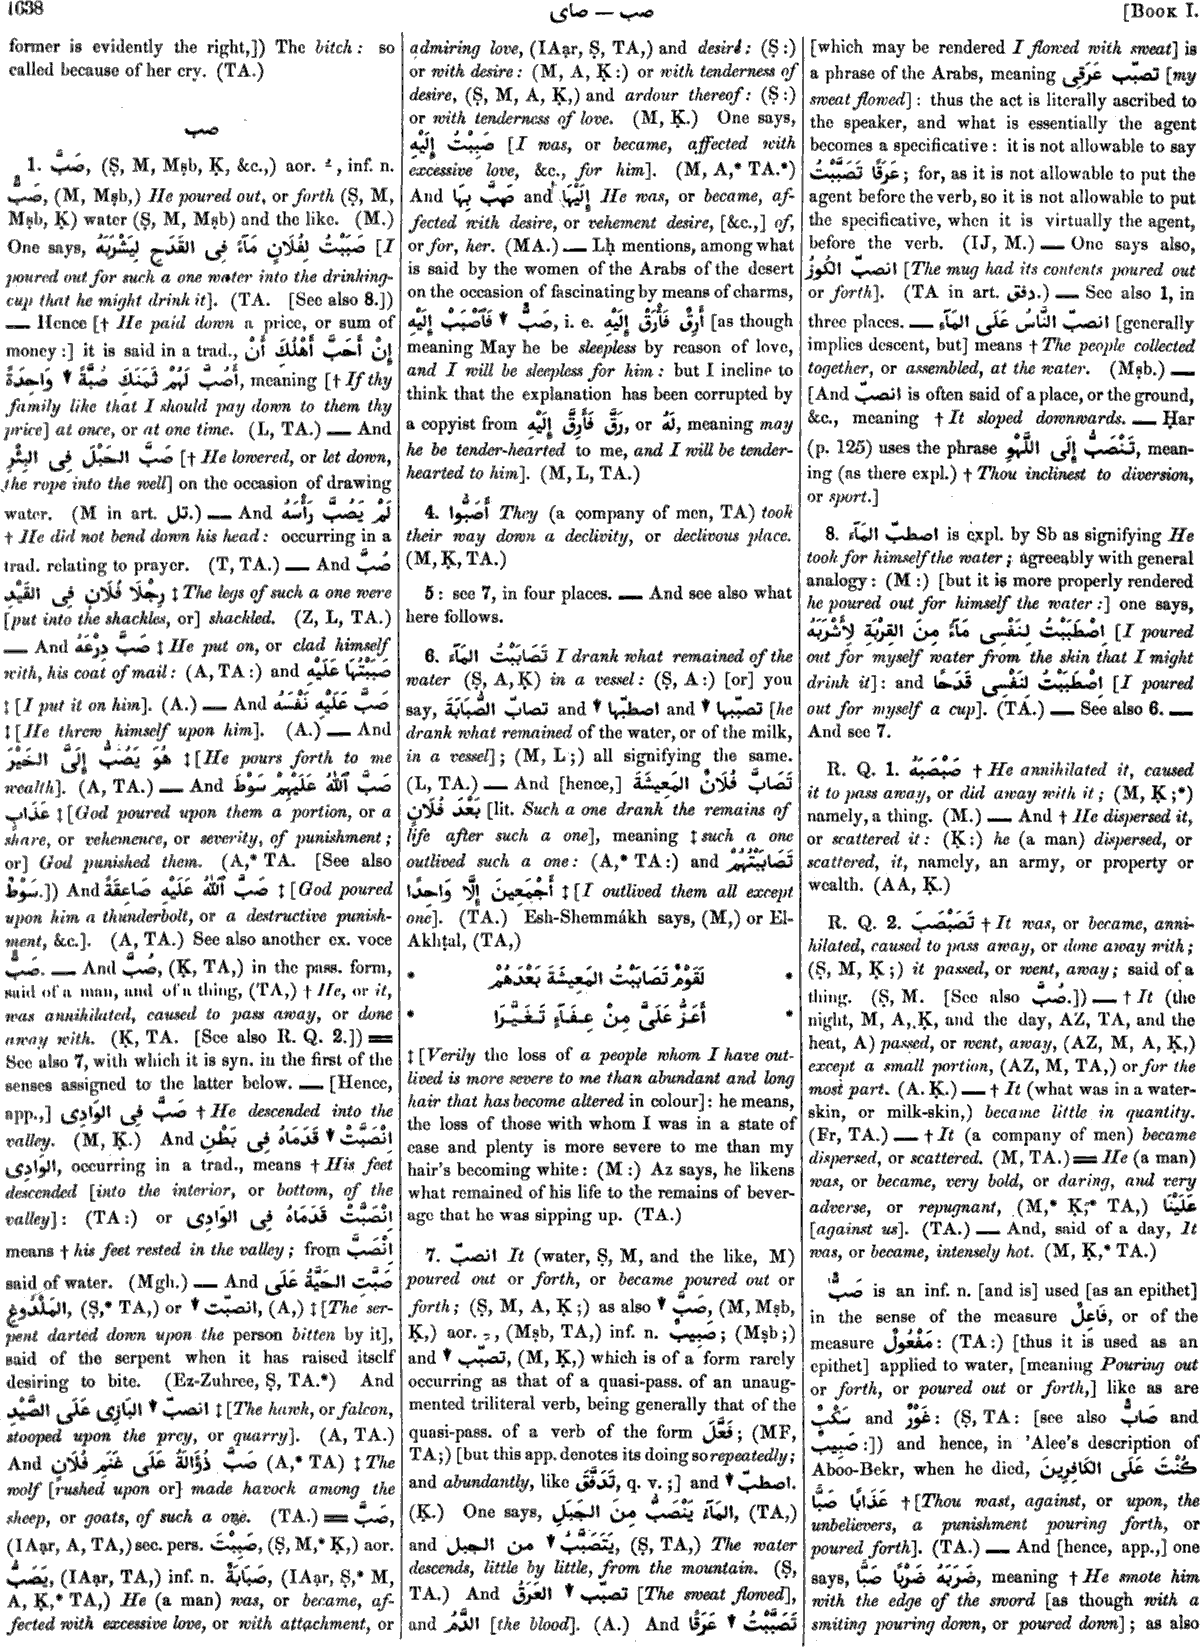 1638
صب — صاى
[BOOK I.
former is evidently the right,]) The bitch: so
called because of her cry. (TA.)
صب
1. صَبَّ, (Ṣ, M, Mṣb, Ḳ, &c.,) aor. ـُ, inf. n.
صَبٌّ, (M, Mṣb,) He poured out, or forth (Ṣ, M,
Mṣb, Ḳ) water (Ṣ, M, Mṣb) and the like. (M.)
One says, صَبَبْتُ لِفُلَانٍ مَآءً فِى القَدَحِ لِيَشْرَبَهُ [I
poured out for such a one water into the drinking-
cup that he might drink it]. (TA. [See also 8.])
— Hence [† He paid down a price, or sum of
money:] it is said in a trad., إِنْ أَحَبَّ أَهْلُكَ أَنْ
أَصُبَّ لَهُمْ ثَمَنَكَ صُبَّةً ▾ وَاحِدَةً, meaning [† If thy
family like that I should pay down to them thy
price] at once, or at one time. (L, TA.) — And
صَبَّ الحَبْلَ فِى البِئْرِ [† He lowered, or let down,
the rope into the well] on the occasion of drawing
water. (M in art. تل.) — And لَمْ يَصُبَّ رَأْسَهُ
† He did not bend down his head: occurring in a
trad. relating to prayer. (T, TA.) — And صُبَّ
رِجْلَا فُلَانٍ فِى القَيْدِ ‡ The legs of such a one were
[put into the shackles, or] shackled. (Z, L, TA.)
— And صَبَّ دِرْعَهُ ‡ He put on, or clad himself
with, his coat of mail: (A, TA:) and صَبَبْتُهَا عَلَيْهِ
‡ [I put it on him]. (A.) — And صَبَّ عَلَيْهِ نَفْسَهُ
‡ [He threw himself upon him]. (A.) — And
هُوَ يَصُبُّ إِلَىَّ الخَيْرَ ‡ [He pours forth to me
wealth]. (A, TA.) — And صَبَّ ٱللّٰهُ عَلَيْهِمْ سَوْطَ
عَذَابٍ ‡ [God poured upon them a portion, or a
share, or vehemence, or severity, of punishment;
or] God punished them. (A,* TA. [See also
سَوْطٌ.]) And صَبَّ ٱللّٰهُ عَلَيْهِ صَاعِقَةً ‡ [God poured
upon him a thunderbolt, or a destructive punish-
ment, &c.]. (A, TA.) See also another ex. voce
صَبٌّ. — And صُبَّ, (Ḳ, TA,) in the pass. form,
said of a man, and of a thing, (TA,) † He, or it,
was annihilated, caused to pass away, or done
away with. (Ḳ, TA. [See also R. Q. 2.]) ══
See also 7, with which it is syn. in the first of the
senses assigned to the latter below. — [Hence,
app.,] صَبَّ فِى الوَادِى † He descended into the
valley. (M, Ḳ.) And اِنْصَبَّتْ ▾ قَدَمَاهُ فِى بَطْنِ
الوَادِى, occurring in a trad., means † His feet
descended [into the interior, or bottom, of the
valley]: (TA:) or اِنْصَبَّتْ قَدَمَاهُ فِى الوَادِى
means † his feet rested in the valley; from اِنْصَبَّ
said of water. (Mgh.) — And صَبَّتِ الحَيَّةُ عَلَى
المَلْدُوغِ, (Ṣ,* TA,) or انصبّت ▾, (A,) ‡ [The ser-
pent darted down upon the person bitten by it],
said of the serpent when it has raised itself
desiring to bite. (Ez-Zuhree, Ṣ, TA.*) And
انصبّ ▾ البَازِى عَلَى الصَّيْدِ ‡ [The hawk, or falcon,
stooped upon the prey, or quarry]. (A, TA.)
And صَبَّ ذُؤَالَةُ عَلَى غَنَمِ فُلَانٍ (A,* TA) ‡ The
wolf [rushed upon or] made havock among the
sheep, or goats, of such a one. (TA.) ══ صَبَّ,
(IAạr, A, TA,) sec. pers. صَبِبْتَ, (Ṣ, M,* Ḳ,) aor.
يَصَبُّ, (IAạr, TA,) inf. n. صَبَابَةٌ, (IAạr, Ṣ,* M,
A, Ḳ,* TA,) He (a man) was, or became, af-
fected with excessive love, or with attachment, or
admiring love, (IAạr, Ṣ, TA,) and desire: (Ṣ:)
or with desire: (M, A, Ḳ:) or with tenderness of
desire, (Ṣ, M, A, Ḳ,) and ardour thereof: (Ṣ:)
or with tenderness of love. (M, Ḳ.) One says,
صَبِبْتُ إِلَيْهِ [I was, or became, affected with
excessive love, &c., for him]. (M, A,* TA.*)
And صَبَّ بِهَا and إِلَيْهَا He was, or became, af-
fected with desire, or vehement desire, [&c.,] of,
or for, her. (MA.) — Lḥ mentions, among what
is said by the women of the Arabs of the desert
on the occasion of fascinating by means of charms,
صَبٌّ ▾ فَٱصْبَبْ إِلَيْهِ, i. e. أَرِقٌ فَأَرَقُ إِلَيْهِ [as though
meaning May he be sleepless by reason of love,
and I will be sleepless for him: but I incline to
think that the explanation has been corrupted by
a copyist from رَقَّ فَأَرِقَّ إِلَيْهِ, or لَهُ, meaning may
he be tender-hearted to me, and I will be tender-
hearted to him]. (M, L, TA.)
4. أَصَبُّوا They (a company of men, TA) took
their way down a declivity, or declivous place.
(M, Ḳ, TA.)
5: see 7, in four places. — And see also what
here follows.
6. تَصَابَبْتُ المَآءَ I drank what remained of the
water (Ṣ, A, Ḳ) in a vessel: (Ṣ, A:) [or] you
say, تصابّ الصُّبَابَةَ and اصطبّها ▾ and تصبّبها ▾ [he
drank what remained of the water, or of the milk,
in a vessel]; (M, L;) all signifying the same.
(L, TA.) — And [hence,] تَصَابَّ فُلَانٌ المَعِيشَةَ
بَعْدَ فُلَانٍ [lit. Such a one drank the remains of
life after such a one], meaning ‡ such a one
outlived such a one: (A,* TA:) and تَصَابَبْتُهُمْ
أَجْمَعِينَ إِلَّا وَاحِدًا ‡ [I outlived them all except
one]. (TA.) Esh-Shemmákh says, (M,) or El-
Akhṭal, (TA,)
* لَقَوْمٌ تَصَابَبْتُ المَعِيشَةَ بَعْدَهُمْ *
* أَعَزُّ عَلَىَّ مِنْ عِفَآءٍ تَغَيَّرَا *
‡ [Verily the loss of a people whom I have out-
lived is more severe to me than abundant and long
hair that has become altered in colour]: he means,
the loss of those with whom I was in a state of
ease and plenty is more severe to me than my
hair's becoming white: (M:) Az says, he likens
what remained of his life to the remains of bever-
age that he was sipping up. (TA.)
7. انصبّ It (water, Ṣ, M, and the like, M)
poured out or forth, or became poured out or
forth; (Ṣ, M, A, Ḳ;) as also صَبَّ ▾, (M, Mṣb,
Ḳ,) aor. ـِ, (Mṣb, TA,) inf. n. صَبِيبٌ; (Mṣb;)
and تصبّب ▾, (M, Ḳ,) which is of a form rarely
occurring as that of a quasi-pass. of an unaug-
mented triliteral verb, being generally that of the
quasi-pass. of a verb of the form فَعَّلَ; (MF,
TA;) [but this app. denotes its doing so repeatedly;
and abundantly, like تَدَفَّقَ, q. v.;] and اصطبّ ▾.
(Ḳ.) One says, المَآءُ يَنْصَبُّ مِنَ الجَبَلِ, (TA,)
and يَتَصَبَّبُ ▾ من الجبل, (Ṣ, TA,) The water
descends, little by little, from the mountain. (Ṣ,
TA.) And تصبّب ▾ العَرَقُ [The sweat flowed],
and الدَّمُ [the blood]. (A.) And تَصَبَّبْتُ ▾ عَرَقًا
[which may be rendered I flowed with sweat] is
a phrase of the Arabs, meaning تصبّب عَرَقِى [my
sweat flowed]: thus the act is literally ascribed to
the speaker, and what is essentially the agent
becomes a specificative: it is not allowable to say
عَرَقًا تَصَبَّبْتُ; for, as it is not allowable to put the
agent before the verb, so it is not allowable to put
the specificative, when it is virtually the agent,
before the verb. (IJ, M.) — One says also,
انصبّ الكُوزُ [The mug had its contents poured out
or forth]. (TA in art. دفق.) — See also 1, in
three places. — انصبّ النَّاسُ عَلَى المَآءِ [generally
implies descent, but] means † The people collected
together, or assembled, at the water. (Mṣb.) —
[And انصبّ is often said of a place, or the ground,
&c., meaning † It sloped downwards. — Ḥar
(p. 125) uses the phrase تَنْصَبُّ إِلَى اللَّهْوِ, mean-
ing (as there expl.) † Thou inclinest to diversion,
or sport.]
8. اصطبّ المَآءَ is expl. by Sb as signifying He
took for himself the water; agreeably with general
analogy: (M:) [but it is more properly rendered
he poured out for himself the water:] one says,
اِصْطَبَبْتُ لِنَفْسِى مَآءً مِنَ القِرْبَةِ لِأَشْرَبَهُ [I poured
out for myself water from the skin that I might
drink it]: and اِصْطَبَبْتُ لِنَفْسِى قَدَحًا [I poured
out for myself a cup]. (TA.) — See also 6. —
And see 7.
R. Q. 1. صَبْصَبَهُ † He annihilated it, caused
it to pass away, or did away with it; (M, Ḳ;*)
namely, a thing. (M.) — And † He dispersed it,
or scattered it: (Ḳ:) he (a man) dispersed, or
scattered, it, namely, an army, or property or
wealth. (AA, Ḳ.)
R. Q. 2. تَصَبْصَبَ † It was, or became, anni-
hilated, caused to pass away, or done away with;
(Ṣ, M, Ḳ;) it passed, or went, away; said of a
thing. (Ṣ, M. [See also صُبَّ.]) — † It (the
night, M, A, Ḳ, and the day, AZ, TA, and the
heat, A) passed, or went, away, (AZ, M, A, Ḳ,)
except a small portion, (AZ, M, TA,) or for the
most part. (A. Ḳ.) — † It (what was in a water-
skin, or milk-skin,) became little in quantity.
(Fr, TA.) — † It (a company of men) became
dispersed, or scattered. (M, TA.) ══ He (a man)
was, or became, very bold, or daring, and very
adverse, or repugnant, (M,* Ḳ,* TA,) عَلَيْنَا
[against us]. (TA.) — And, said of a day, It
was, or became, intensely hot. (M, Ḳ,* TA.)
صَبٌّ is an inf. n. [and is] used [as an epithet]
in the sense of the measure فَاعِلٌ, or of the
measure مَفْعُولٌ: (TA:) [thus it is used as an
epithet] applied to water, [meaning Pouring out
or forth, or poured out or forth,] like as are
سَكْبٌ and غَوْرٌ: (Ṣ, TA: [see also صَابٌّ and
صَبِيبٌ:]) and hence, in 'Alee's description of
Aboo-Bekr, when he died, كُنْتَ عَلَى الكَافِرِينَ
عَذَابًا صَبًّا † [Thou wast, against, or upon, the
unbelievers, a punishment pouring forth, or
poured forth]. (TA.) — And [hence, app.,] one
says, ضَرَبَهُ ضَرْبًا صَبًّا, meaning † He smote him
with the edge of the sword [as though with a
smiting pouring down, or poured down]; as also